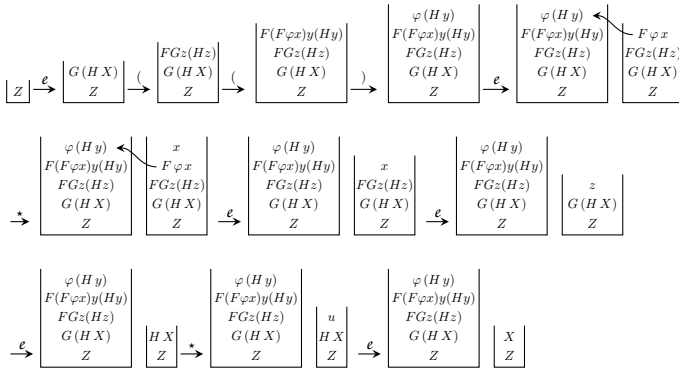 φ(H y) φ(H y) F φ x
F(Fφx)y(Hy) F(Fφx)y(Hy) F(Fφx)y(Hy) FGz(Hz)
FGz(Hz) FGz(Hz) FGz(Hz) FGz(Hz) G(H X)
G(H X) G(H X) G(H X) G(H X) G(H X) Z
Z e Z ( Z ( Z ) Z e Z
φ(H y) x φ(H y) φ(H y)
F(Fφx)y(Hy) F φ x F(Fφx)y(Hy) x F(Fφx)y(Hy)
FGz(Hz) FGz(Hz) FGz(Hz) FGz(Hz) FGz(Hz) z
G(H X) G(H X) G(H X) G(H X) G(H X) G(H X)
⋆ Z Z e Z Z e Z Z
φ(H y) φ(H y) φ(H y)
F(Fφx)y(Hy) F(Fφx)y(Hy) F(Fφx)y(Hy)
FGz(Hz) FGz(Hz) u FGz(Hz)
G(H X) H X G(H X) H X G(H X) X
e Z Z ⋆ Z Z e Z Z